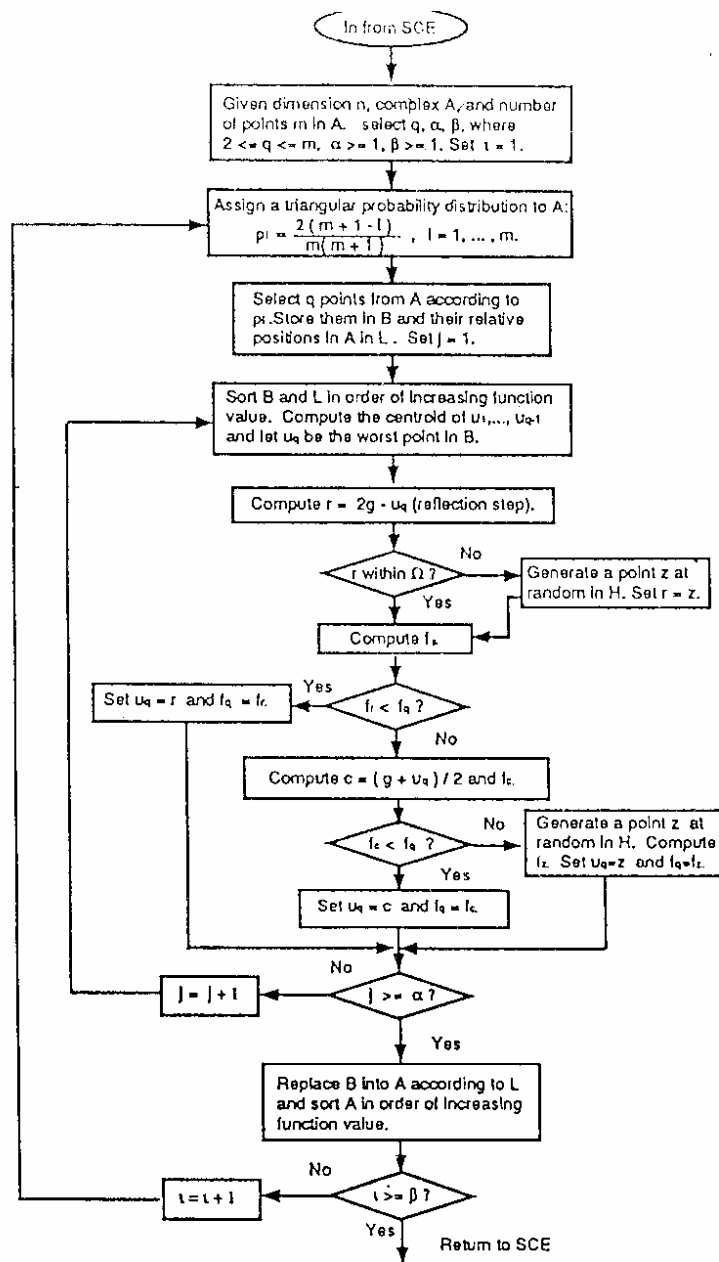 In from SCE
Given dimension n, complex A, and number
of points m in A. select q, α, β, where
2 <= q <= m, α >= 1, β >= 1. Set ι = 1.
Assign a triangular probability distribution to A:
pι = 2(m + 1 - l) / m(m + 1) , l = 1, ..., m.
Select q points from A according to
pι. Store them in B and their relative
positions in A in L. Set j = 1.
Sort B and L in order of increasing function
value. Compute the centroid of u1,..., uq-1
and let uq be the worst point in B.
Compute r = 2g - uq (reflection step).
r within Ω ?
No
Yes
Generate a point z at
random in H. Set r = z.
Compute fr.
fr < fq ?
Yes
No
Set uq = r and fq = fr.
Compute c = ( g + uq ) / 2 and fc.
fc < fq ?
No
Yes
Generate a point z at
random in H. Compute
fz. Set uq=z and fq=fz.
Set uq = c and fq = fc.
j >= α ?
No
Yes
j = j + 1
Replace B into A according to L
and sort A in order of increasing
function value.
ι >= β ?
No
Yes
ι = ι + 1
Return to SCE